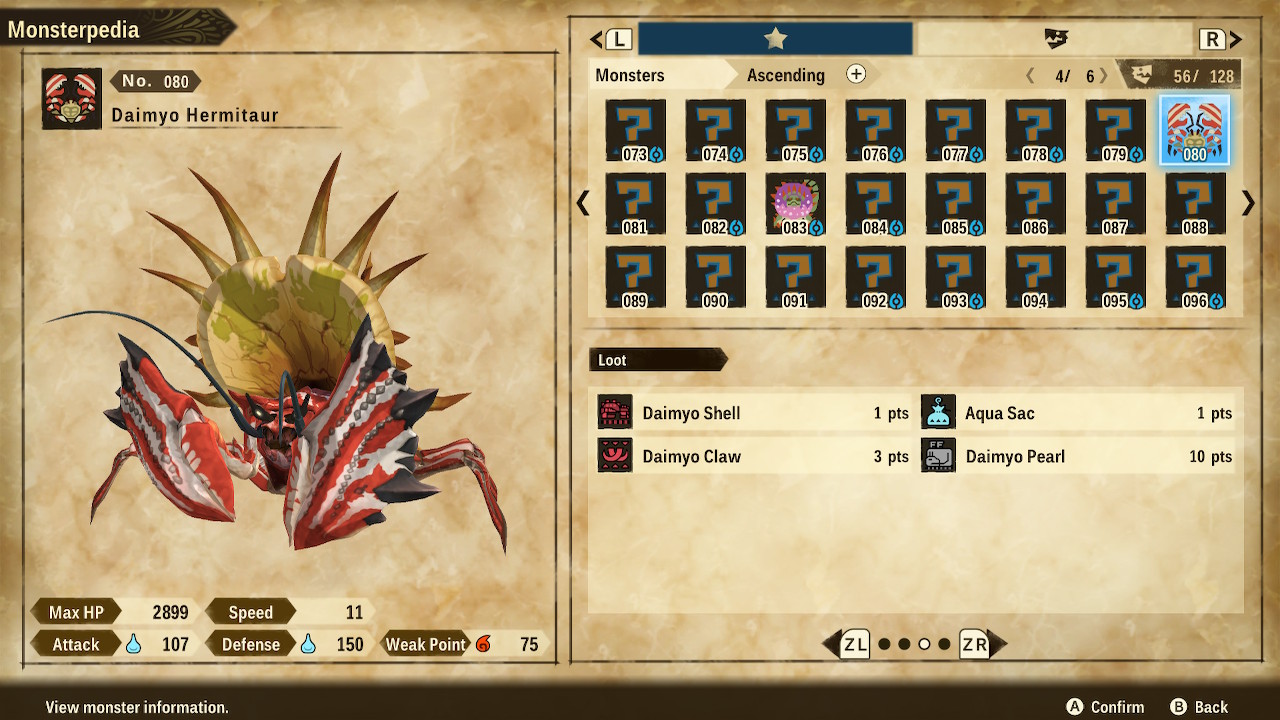 Monsterpedia
No. 080
Daimyo Hermitaur
Max HP 2899 Speed 11
Attack 107 Defense 150 Weak Point 75
L R
Monsters Ascending 4/ 6 56/ 128
073 074 075 076 077 078 079 080
081 082 083 084 085 086 087 088
089 090 091 092 093 094 095 096
Loot
Daimyo Shell 1 pts Aqua Sac 1 pts
Daimyo Claw 3 pts FF Daimyo Pearl 10 pts
ZL ZR
View monster information. A Confirm B Back